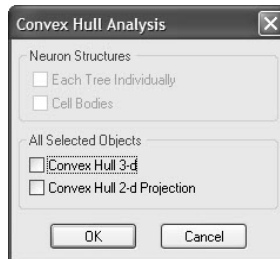 Convex Hull Analysis
Neuron Structures
Each Tree Individually
Cell Bodies
All Selected Objects
Convex Hull 3-d
Convex Hull 2-d Projection
OK Cancel